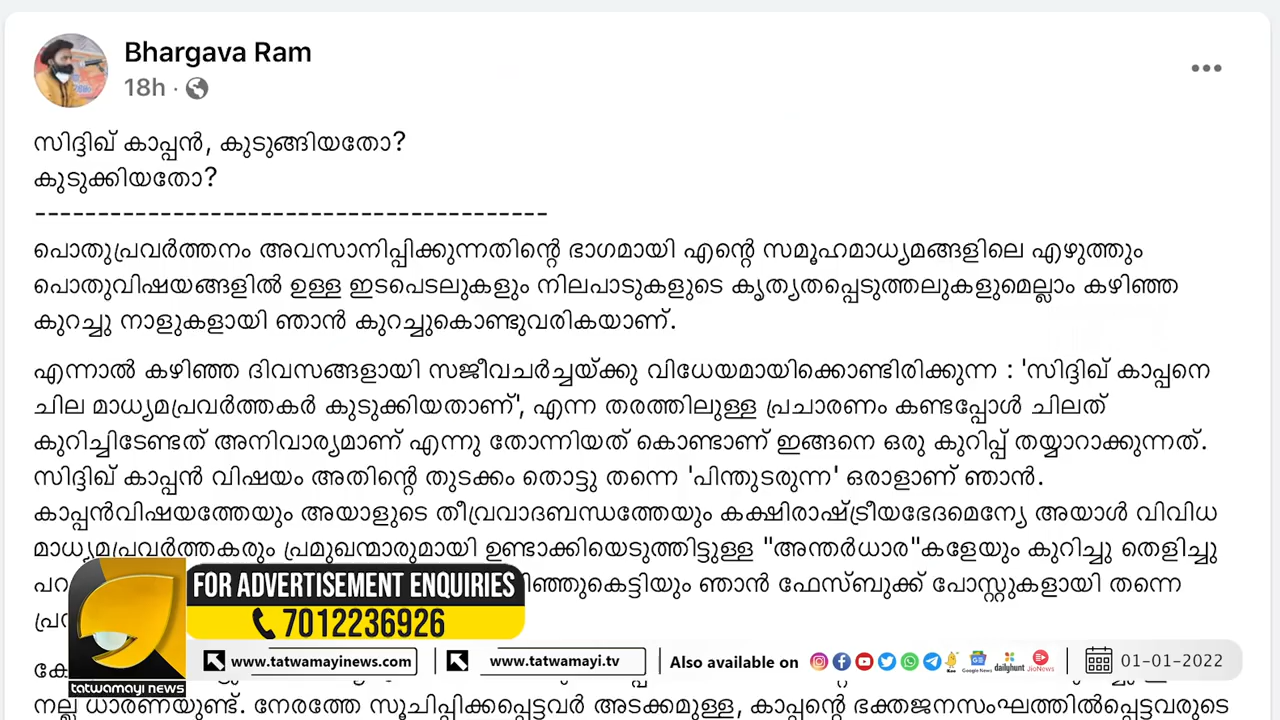 Bhargava Ram
18h ·
സിദ്ദിഖ് കാപ്പൻ, കുടുങ്ങിയതോ?
കുടുക്കിയതോ?
-----------------------------------------
പൊതുപ്രവർത്തനം അവസാനിപ്പിക്കുന്നതിന്റെ ഭാഗമായി എന്റെ സമൂഹമാധ്യമങ്ങളിലെ എഴുത്തും
പൊതുവിഷയങ്ങളിൽ ഉള്ള ഇടപെടലുകളും നിലപാടുകളുടെ കൃത്യതപ്പെടുത്തലുകളുമെല്ലാം കഴിഞ്ഞ
കുറച്ചു നാളുകളായി ഞാൻ കുറച്ചുകൊണ്ടുവരികയാണ്.
എന്നാൽ കഴിഞ്ഞ ദിവസങ്ങളായി സജീവചർച്ചയ്ക്കു വിധേയമായിക്കൊണ്ടിരിക്കുന്ന : 'സിദ്ദിഖ് കാപ്പനെ
ചില മാധ്യമപ്രവർത്തകർ കുടുക്കിയതാണ്', എന്ന തരത്തിലുള്ള പ്രചാരണം കണ്ടപ്പോൾ ചിലത്
കുറിച്ചിടേണ്ടത് അനിവാര്യമാണ് എന്നു തോന്നിയത് കൊണ്ടാണ് ഇങ്ങനെ ഒരു കുറിപ്പ് തയ്യാറാക്കുന്നത്.
സിദ്ദിഖ് കാപ്പൻ വിഷയം അതിന്റെ തുടക്കം തൊട്ടു തന്നെ 'പിന്തുടരുന്ന' ഒരാളാണ് ഞാൻ.
കാപ്പൻവിഷയത്തേയും അയാളുടെ തീവ്രവാദബന്ധത്തേയും കക്ഷിരാഷ്ട്രീയഭേദമെന്യേ അയാൾ വിവിധ
മാധ്യമപ്രവർത്തകരും പ്രമുഖന്മാരുമായി ഉണ്ടാക്കിയെടുത്തിട്ടുള്ള "അന്തർധാര"കളേയും കുറിച്ചു തെളിച്ചു
ഞാൻ ഫേസ്ബുക്ക് പോസ്റ്റുകളായി തന്നെ
നല്ല ധാരണയുണ്ട്. നേരത്തേ സൂചിപ്പിക്കപ്പെട്ടവർ അടക്കമുള്ള, കാപ്പന്റെ ഭക്തജനസംഘത്തിൽപ്പെട്ടവരുടെ
FOR ADVERTISEMENT ENQUIRIES
7012236926
tatwamayi news
www.tatwamayinews.com
www.tatwamayi.tv
Also available on
Google News
dailyhunt
JioNews
01-01-2022